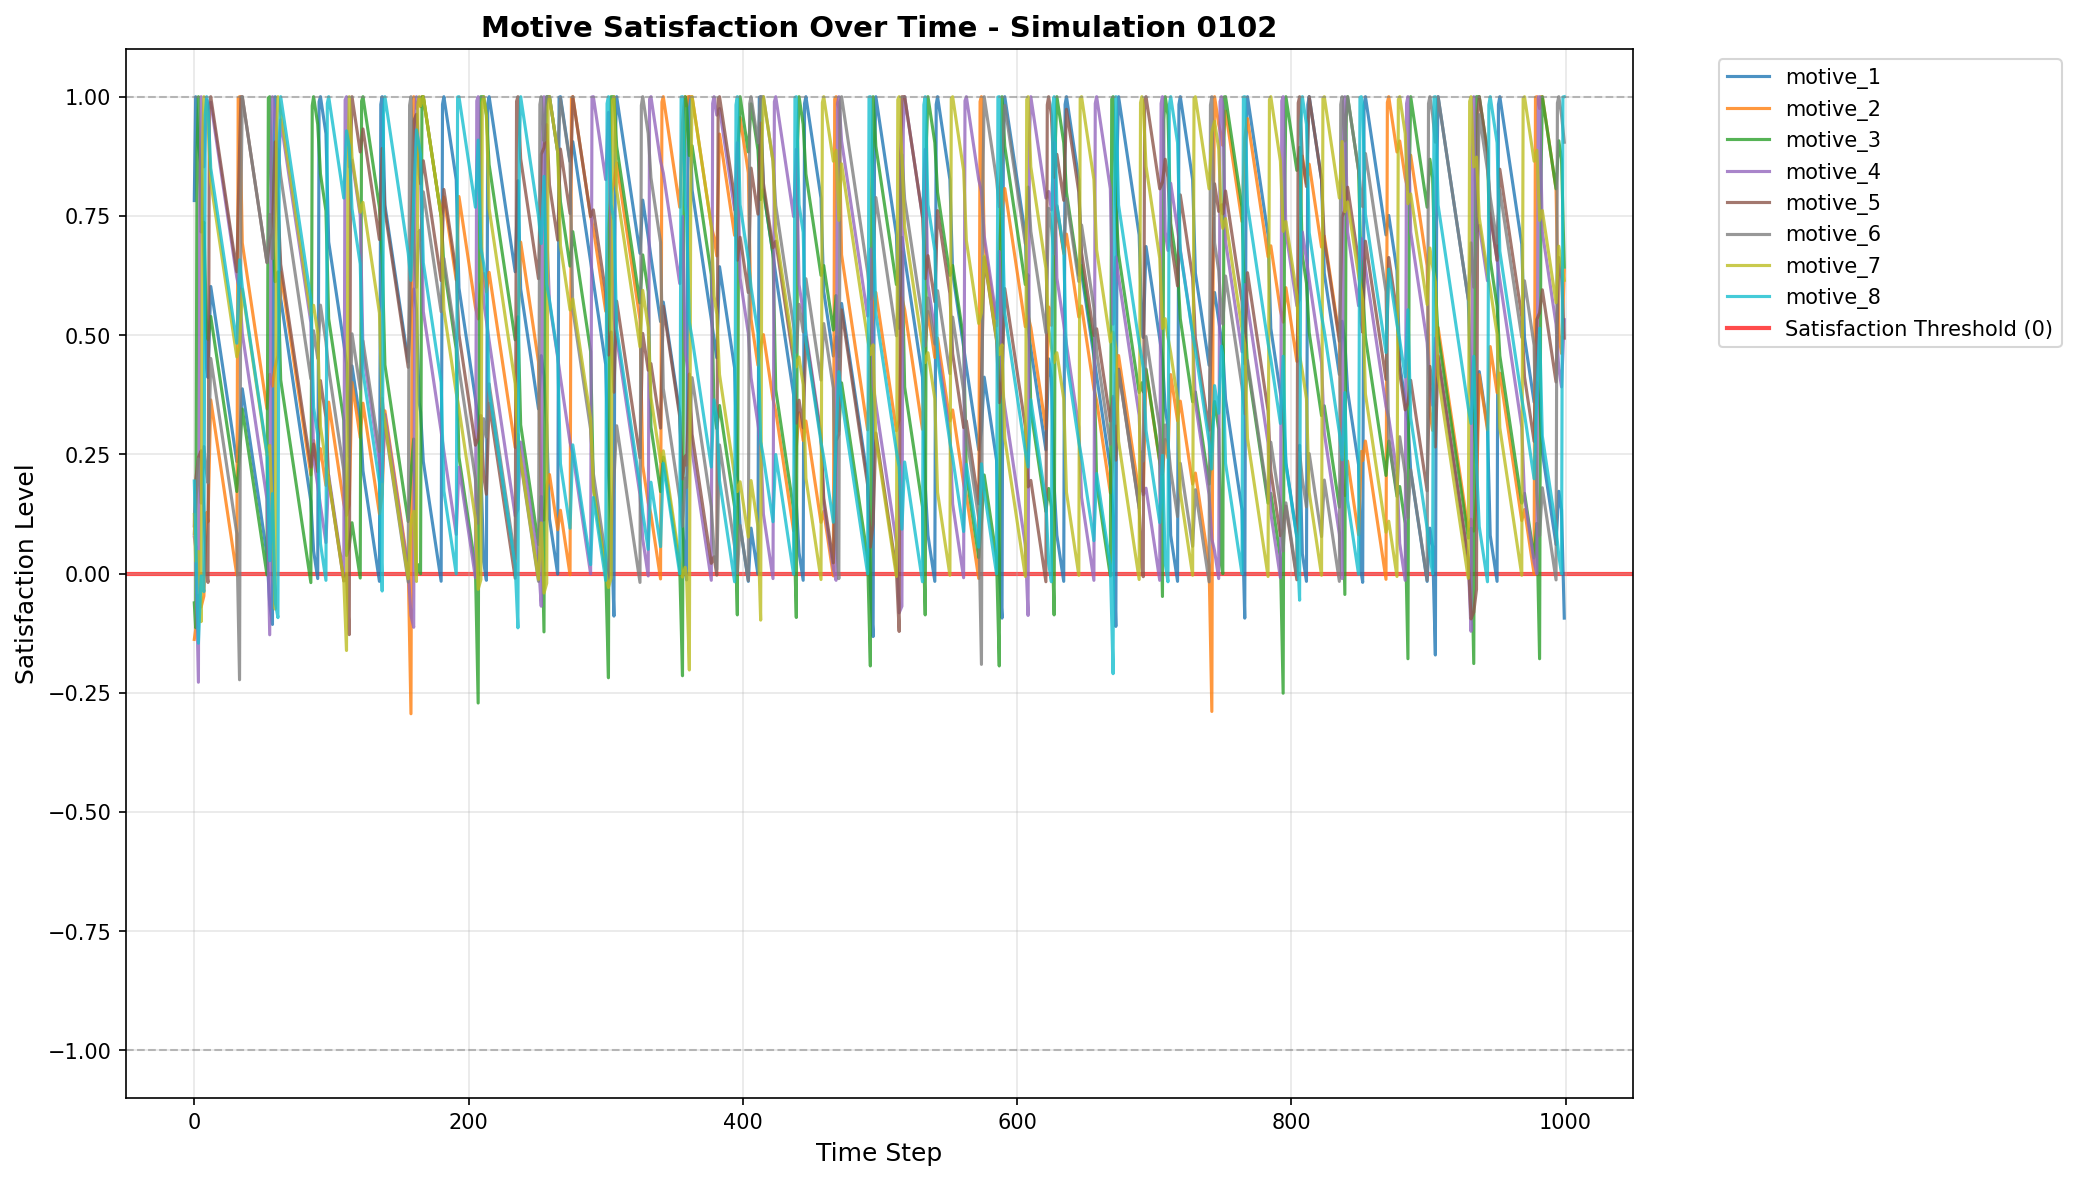 Motive Satisfaction Over Time - Simulation 0102
1.00
0.75
0.50
0.25
0.00
−0.25
−0.50
−0.75
−1.00
Satisfaction Level
0
200
400
600
800
1000
Time Step
motive_1
motive_2
motive_3
motive_4
motive_5
motive_6
motive_7
motive_8
Satisfaction Threshold (0)